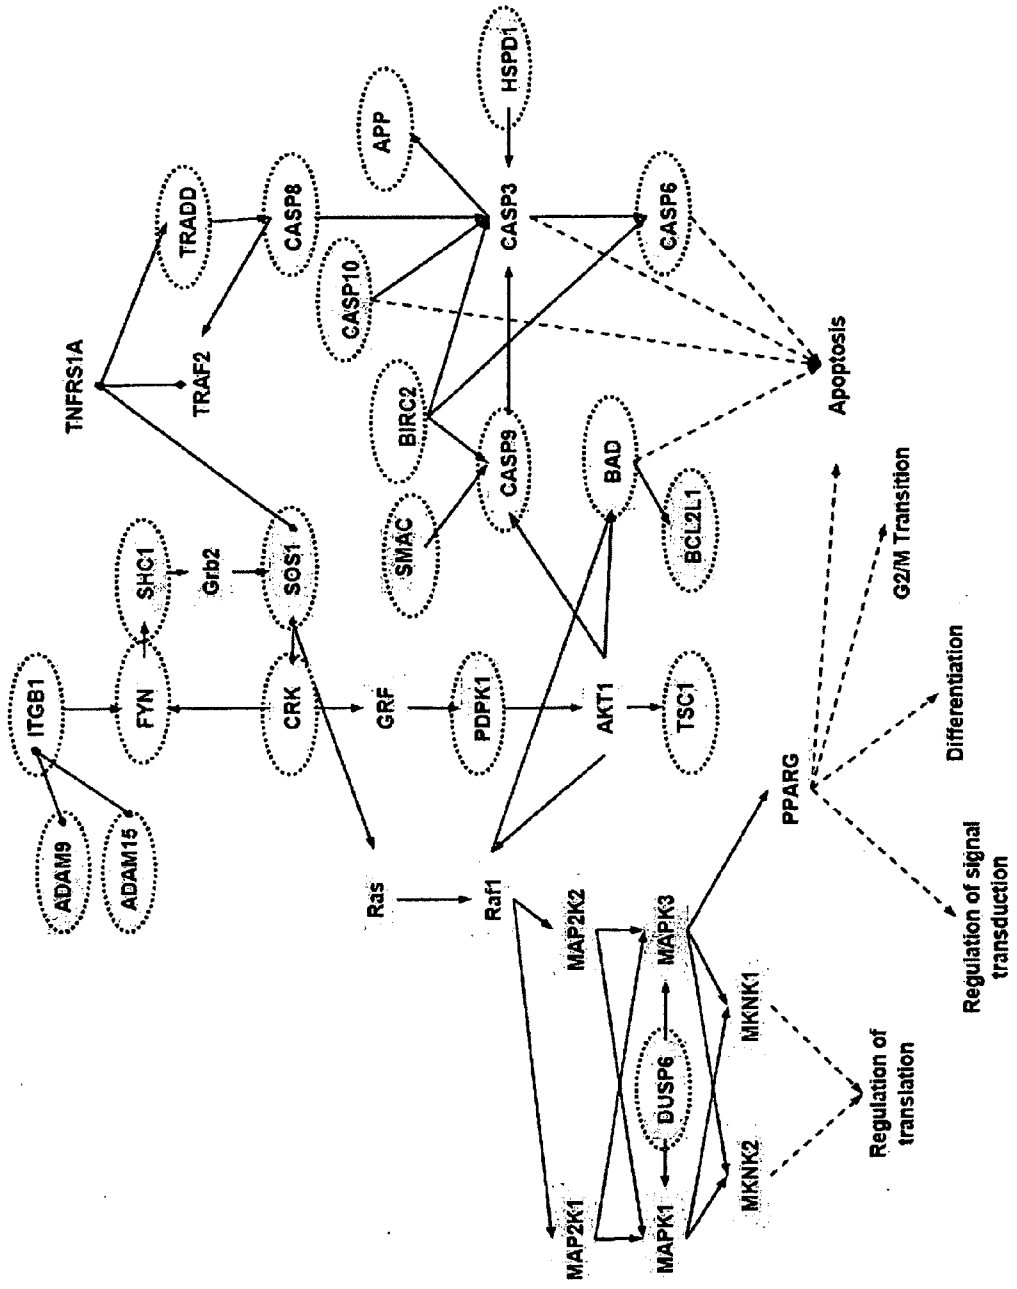 ADAM9
ADAM15
ITGB1
FYN
SHC1
Grb2
SOS1
CRK
GRF
PDPK1
AKT1
TSC1
TNFRS1A
TRAF2
TRADD
CASP8
APP
HSPD1
CASP10
CASP3
CASP6
BIRC2
SMAC
CASP9
BAD
BCL2L1
Ras
Raf1
MAP2K1
MAP2K2
MAPK1
DUSP6
MAPK3
MKNK2
MKNK1
PPARG
Regulation of
translation
Regulation of signal
transduction
Differentiation
G2/M Transition
Apoptosis